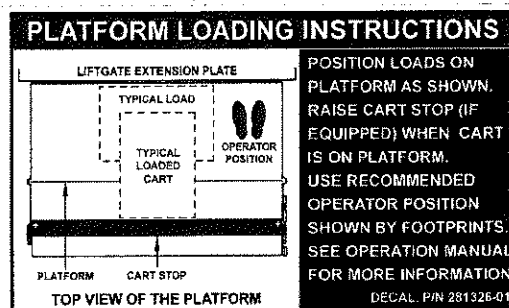 PLATFORM LOADING INSTRUCTIONS
LIFTGATE EXTENSION PLATE
TYPICAL LOAD
OPERATOR
POSITION
TYPICAL
LOADED
CART
PLATFORM
CART STOP
TOP VIEW OF THE PLATFORM
POSITION LOADS ON
PLATFORM AS SHOWN.
RAISE CART STOP (IF
EQUIPPED) WHEN CART
IS ON PLATFORM.
USE RECOMMENDED
OPERATOR POSITION
SHOWN BY FOOTPRINTS.
SEE OPERATION MANUAL
FOR MORE INFORMATION
DECAL. P/N 281326-01